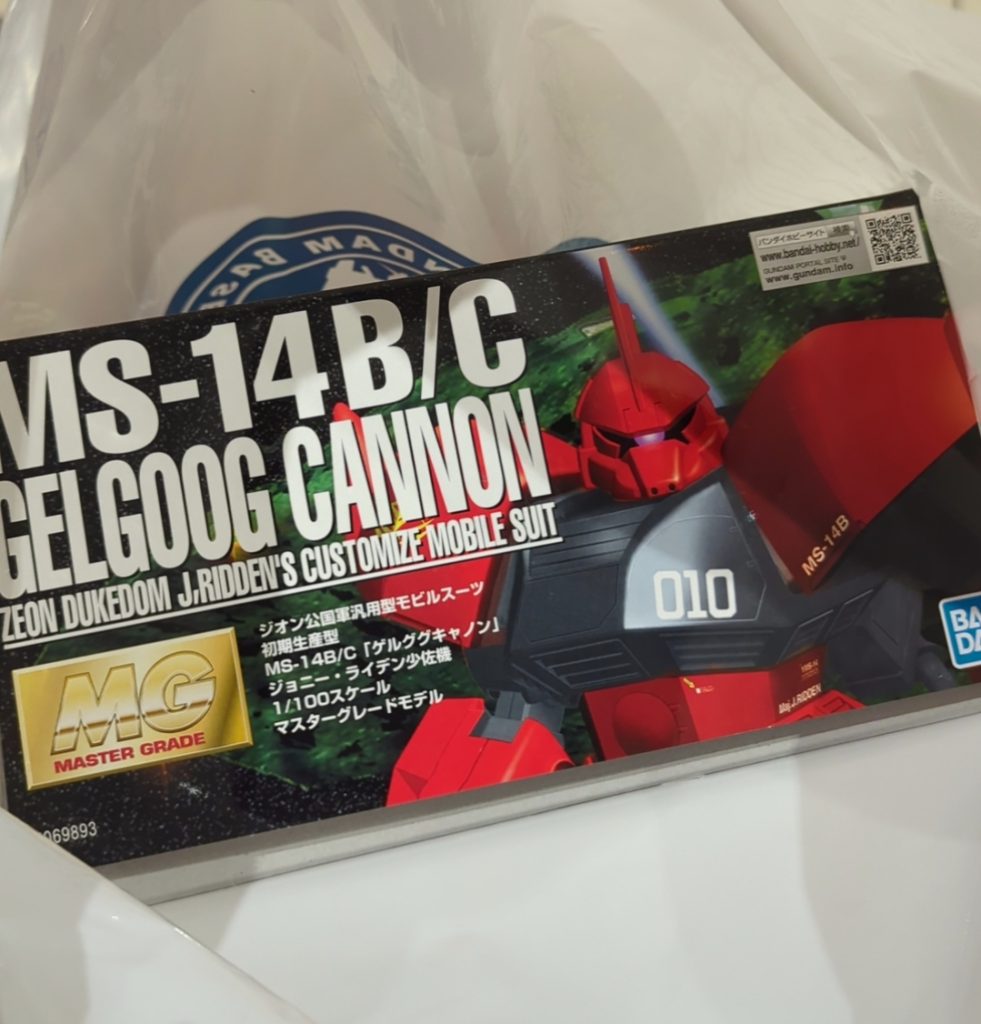 パンダイホビーサイト 検索
www.bandai-hobby.net/
GUNDAM PORTAL SITE
www.gundam.info
MS-14B/C
GELGOOG CANNON
ZEON DUKEDOM J.RIDDEN'S CUSTOMIZE MOBILE SUIT
ジオン公国軍汎用型モビルスーツ
初期生産型
MS-14B/C「ゲルググキャノン」
ジョニー・ライデン少佐機
1/100スケール
マスターグレードモデル
MG
MASTER GRADE
010
MS-14B
Maj.J.RIDDEN
069893